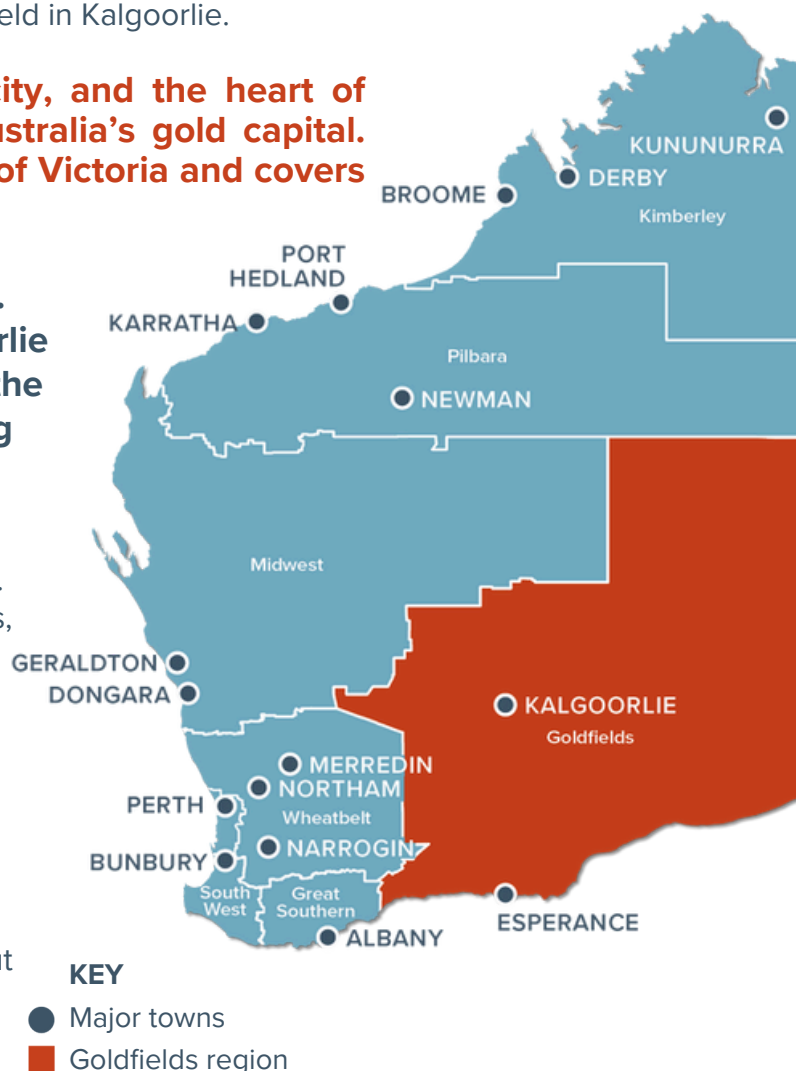 eld in Kalgoorlie.
city, and the heart of
ustralia's gold capital.
of Victoria and covers
rlie
the
g
s,
ut
KUNUNURRA
DERBY
BROOME
Kimberley
PORT
HEDLAND
KARRATHA
Pilbara
NEWMAN
Midwest
GERALDTON
DONGARA
KALGOORLIE
Goldfields
MERREDIN
NORTHAM
PERTH
Wheatbelt
NARROGIN
BUNBURY
South
West
Great
Southern
ESPERANCE
ALBANY
KEY
Major towns
Goldfields region